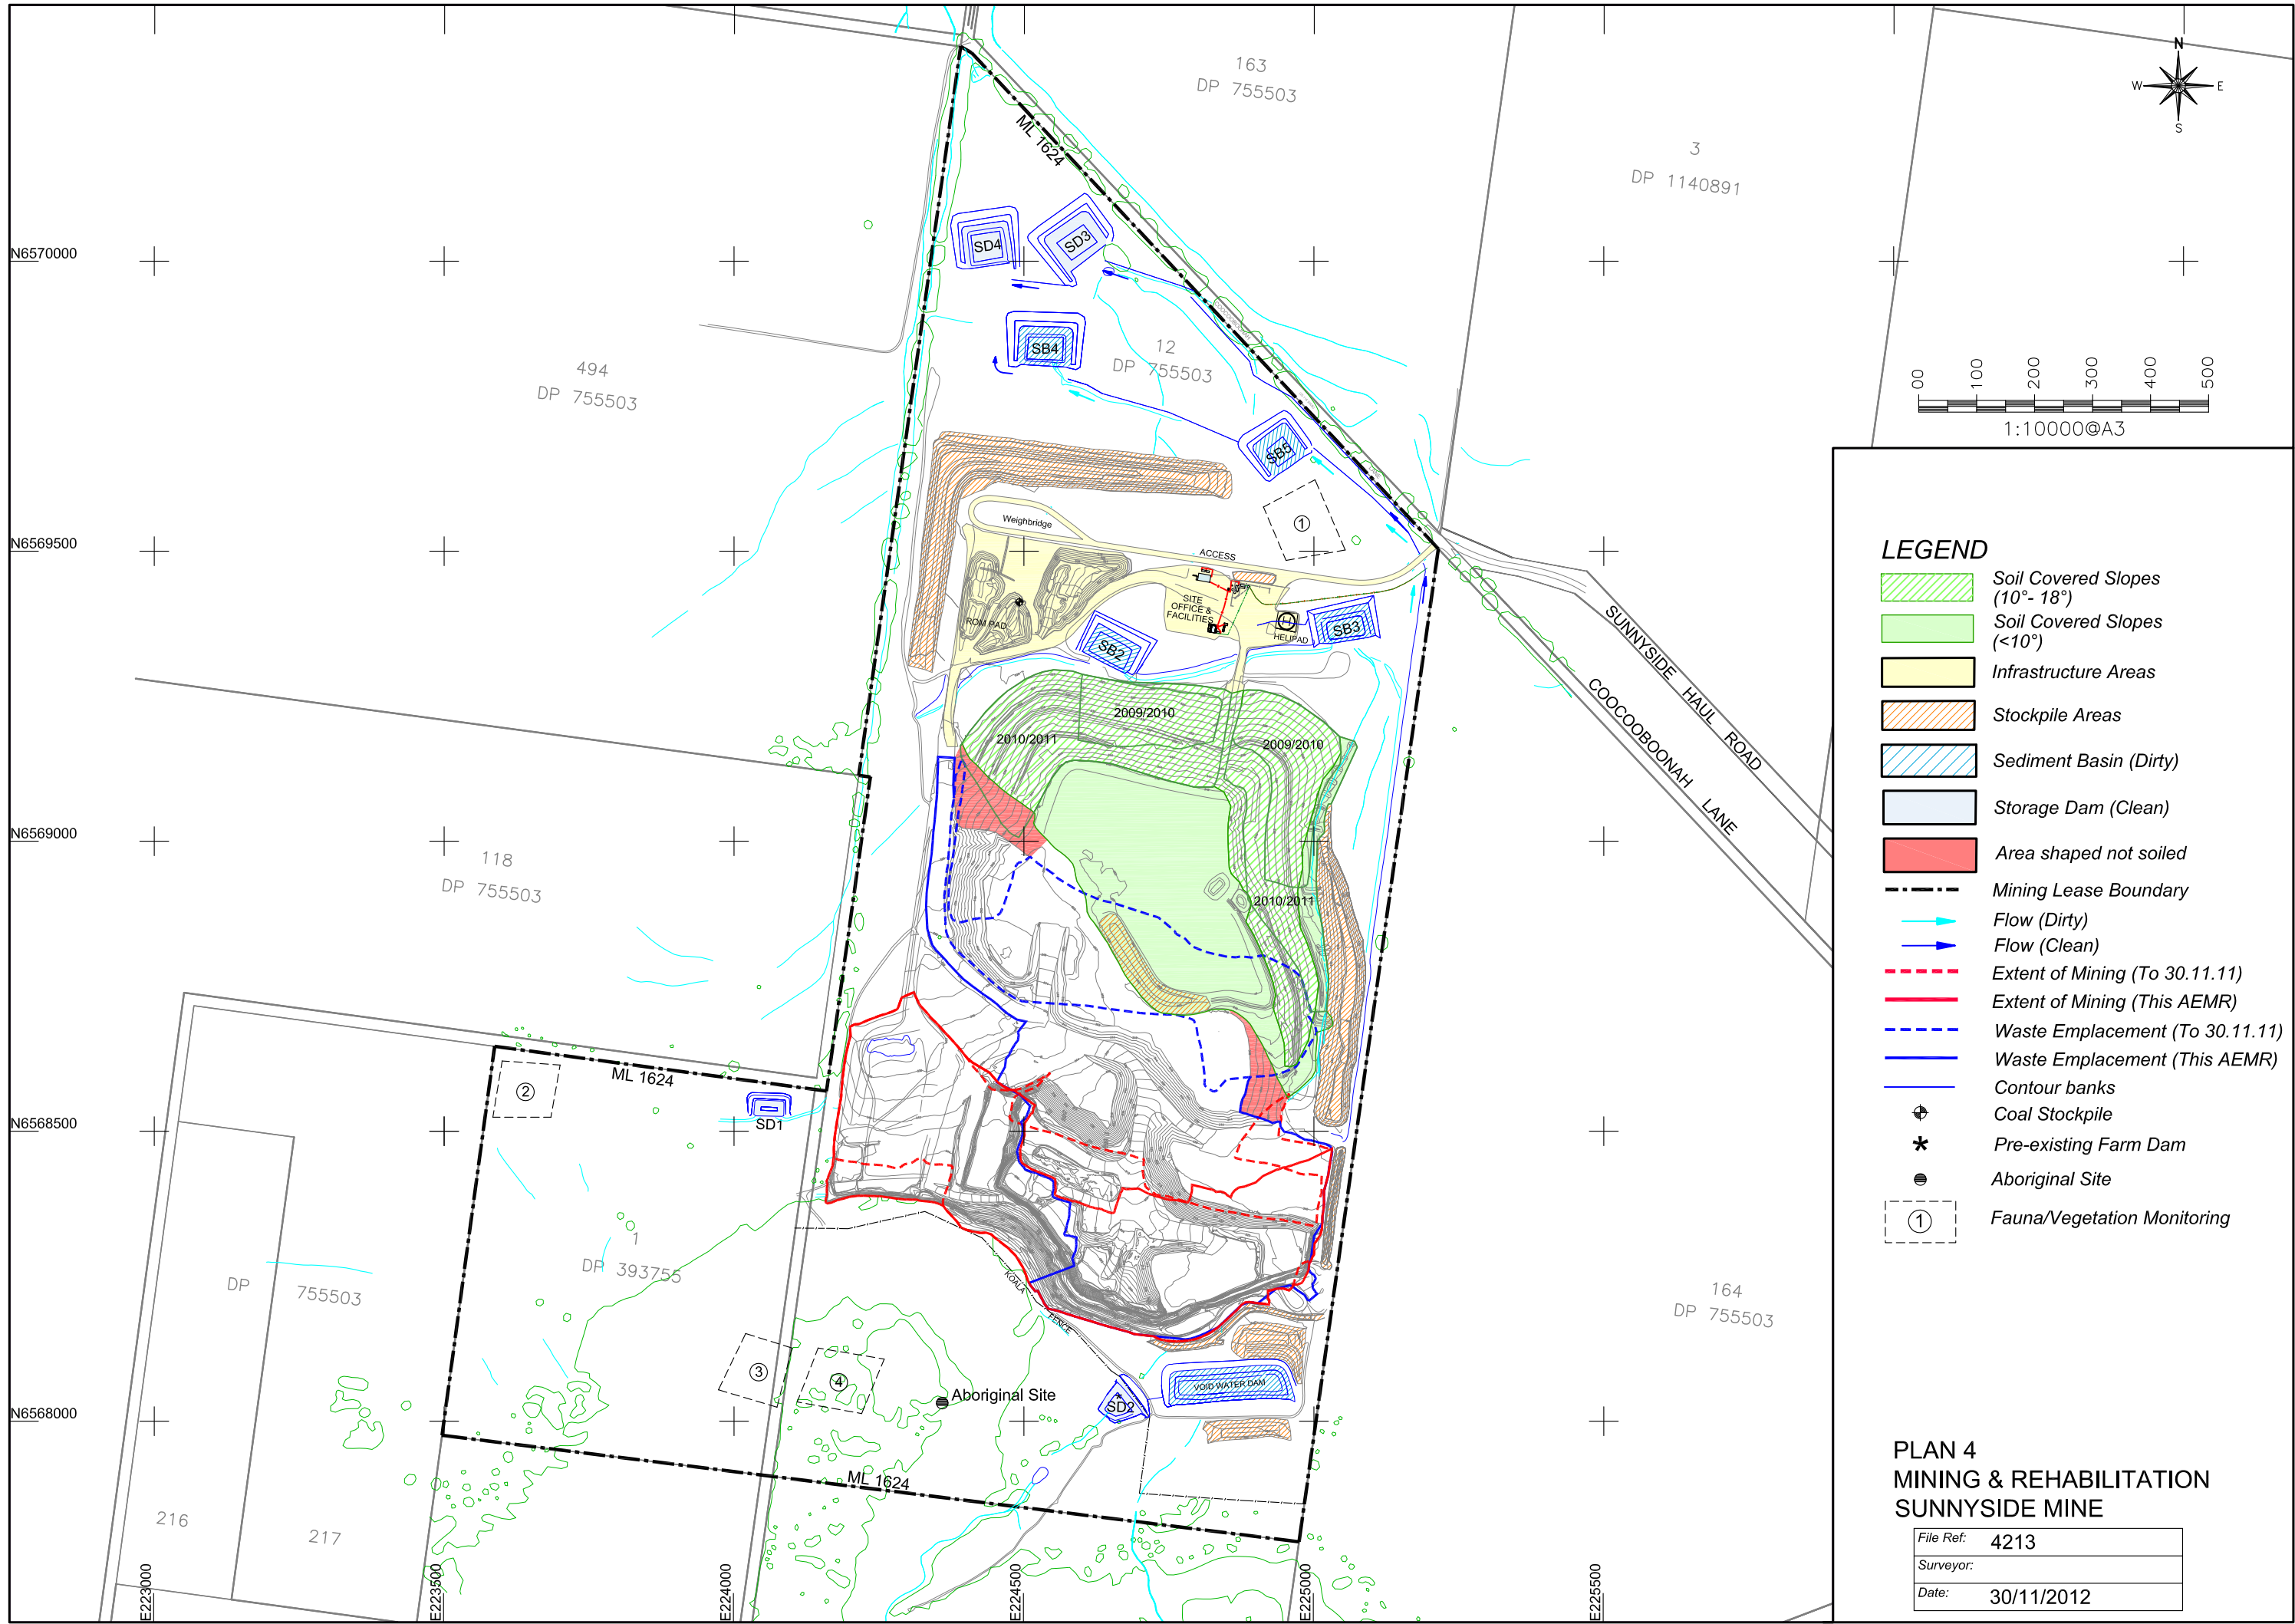 163
DP 755503
N
W
E
S
3
DP 1140891
ML 1624
N6570000
SD4
SD3
SB4
12
DP 755503
494
DP 755503
00
100
200
300
400
500
1:10000@A3
SB5
1
Weighbridge
ACCESS
N6569500
SITE
OFFICE &
FACILITIES
ROM PAD
H
HELIPAD
SB3
SB2
SUNNYSIDE HAUL ROAD
COOCOOBOONAH LANE
2009/2010
2010/2011
2009/2010
N6569000
118
DP 755503
2010/2011
LEGEND
Soil Covered Slopes
(10°- 18°)
Soil Covered Slopes
(<10°)
Infrastructure Areas
Stockpile Areas
Sediment Basin (Dirty)
Storage Dam (Clean)
Area shaped not soiled
Mining Lease Boundary
Flow (Dirty)
Flow (Clean)
Extent of Mining (To 30.11.11)
Extent of Mining (This AEMR)
Waste Emplacement (To 30.11.11)
Waste Emplacement (This AEMR)
Contour banks
Coal Stockpile
Pre-existing Farm Dam
Aboriginal Site
1
Fauna/Vegetation Monitoring
2
ML 1624
SD1
N6568500
1
DP 393755
DP 755503
KOALA
FENCE
164
DP 755503
3
4
Aboriginal Site
VOID WATER DAM
SD2
N6568000
ML 1624
216
217
E223000
E223500
E224000
E224500
E225000
E225500
PLAN 4
MINING & REHABILITATION
SUNNYSIDE MINE
File Ref: 4213
Surveyor:
Date: 30/11/2012